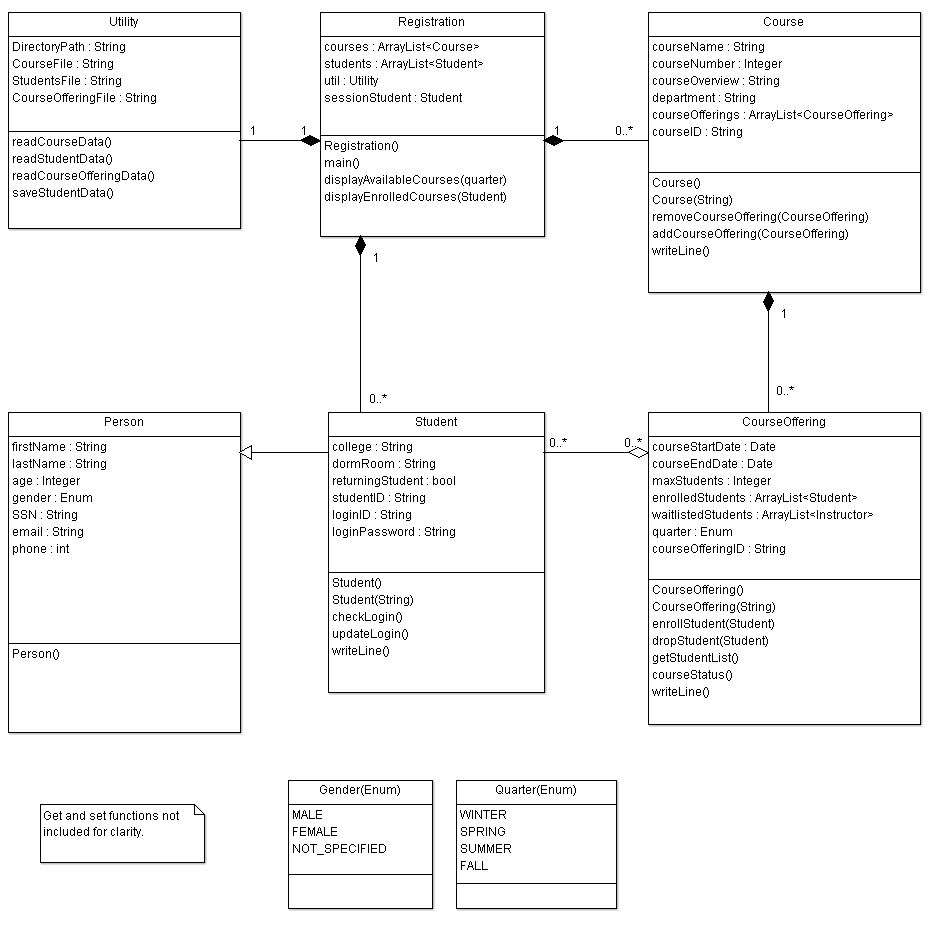 Utility
DirectoryPath : String
CourseFile : String
StudentsFile : String
CourseOfferingFile : String
readCourseData()
readStudentData()
readCourseOfferingData()
saveStudentData()
1
1
Registration
courses : ArrayList<Course>
students : ArrayList<Student>
util : Utility
sessionStudent : Student
Registration()
main()
displayAvailableCourses(quarter)
displayEnrolledCourses(Student)
1
0..*
Course
courseName : String
courseNumber : Integer
courseOverview : String
department : String
courseOfferings : ArrayList<CourseOffering>
courseID : String
Course()
Course(String)
removeCourseOffering(CourseOffering)
addCourseOffering(CourseOffering)
writeLine()
1
0..*
1
0..*
Person
firstName : String
lastName : String
age : Integer
gender : Enum
SSN : String
email : String
phone : int
Person()
Student
college : String
dormRoom : String
returningStudent : bool
studentID : String
loginID : String
loginPassword : String
Student()
Student(String)
checkLogin()
updateLogin()
writeLine()
0..*
0..*
CourseOffering
courseStartDate : Date
courseEndDate : Date
maxStudents : Integer
enrolledStudents : ArrayList<Student>
waitlistedStudents : ArrayList<Instructor>
quarter : Enum
courseOfferingID : String
CourseOffering()
CourseOffering(String)
enrollStudent(Student)
dropStudent(Student)
getStudentList()
courseStatus()
writeLine()
Get and set functions not
included for clarity.
Gender(Enum)
MALE
FEMALE
NOT_SPECIFIED
Quarter(Enum)
WINTER
SPRING
SUMMER
FALL